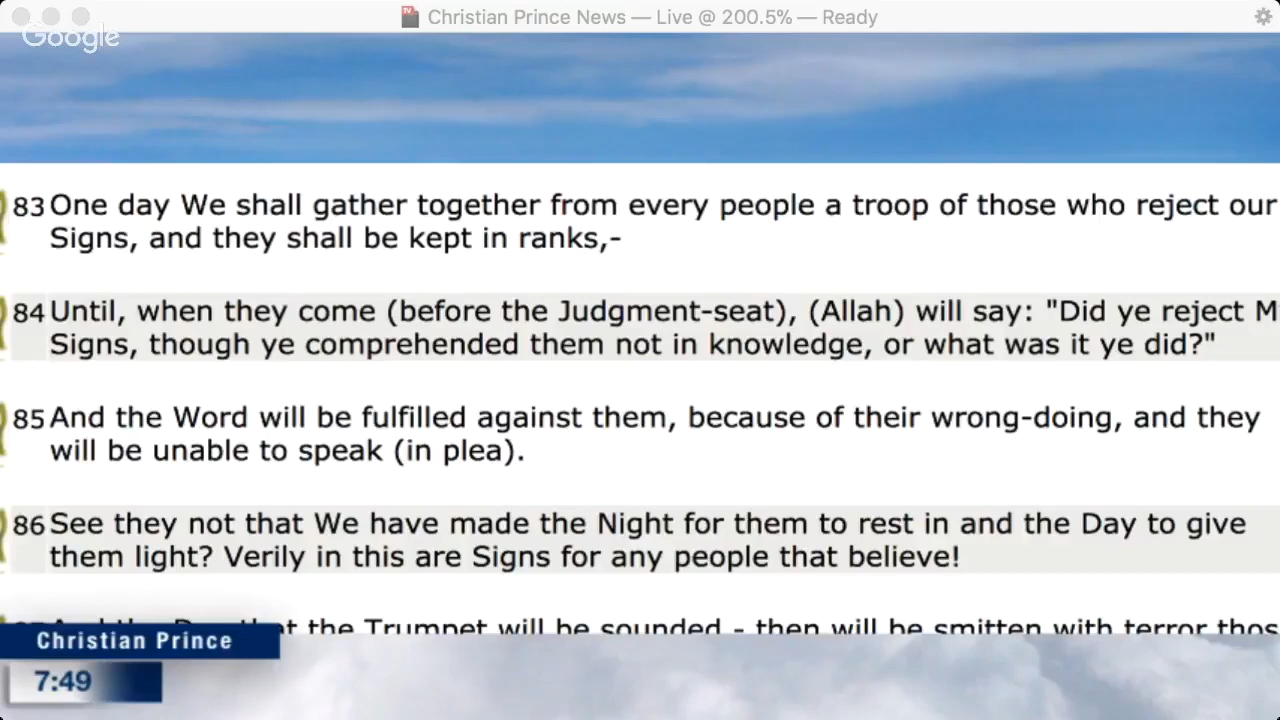 Christian Prince News — Live @ 200.5% — Ready
Google
83 One day We shall gather together from every people a troop of those who reject our
Signs, and they shall be kept in ranks,-
84 Until, when they come (before the Judgment-seat), (Allah) will say: "Did ye reject M
Signs, though ye comprehended them not in knowledge, or what was it ye did?"
85 And the Word will be fulfilled against them, because of their wrong-doing, and they
will be unable to speak (in plea).
86 See they not that We have made the Night for them to rest in and the Day to give
them light? Verily in this are Signs for any people that believe!
the Trumpet will be sounded - then will be smitten with terror thos
Christian Prince
7:49